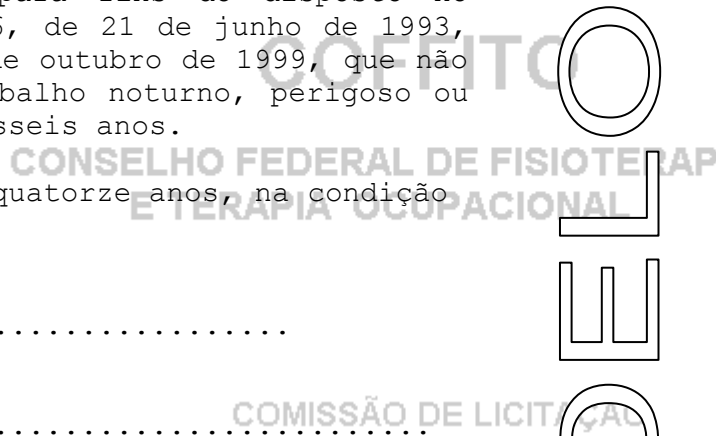 para fins do disposto no
, de 21 de junho de 1993,
e outubro de 1999, que não
balho noturno, perigoso ou
sseis anos.
COFFITO
CONSELHO FEDERAL DE FISIOTERAP
E TERAPIA OCUPACIONAL
quatorze anos, na condição
.................
..........................
COMISSÃO DE LICITAÇÃO
DELO